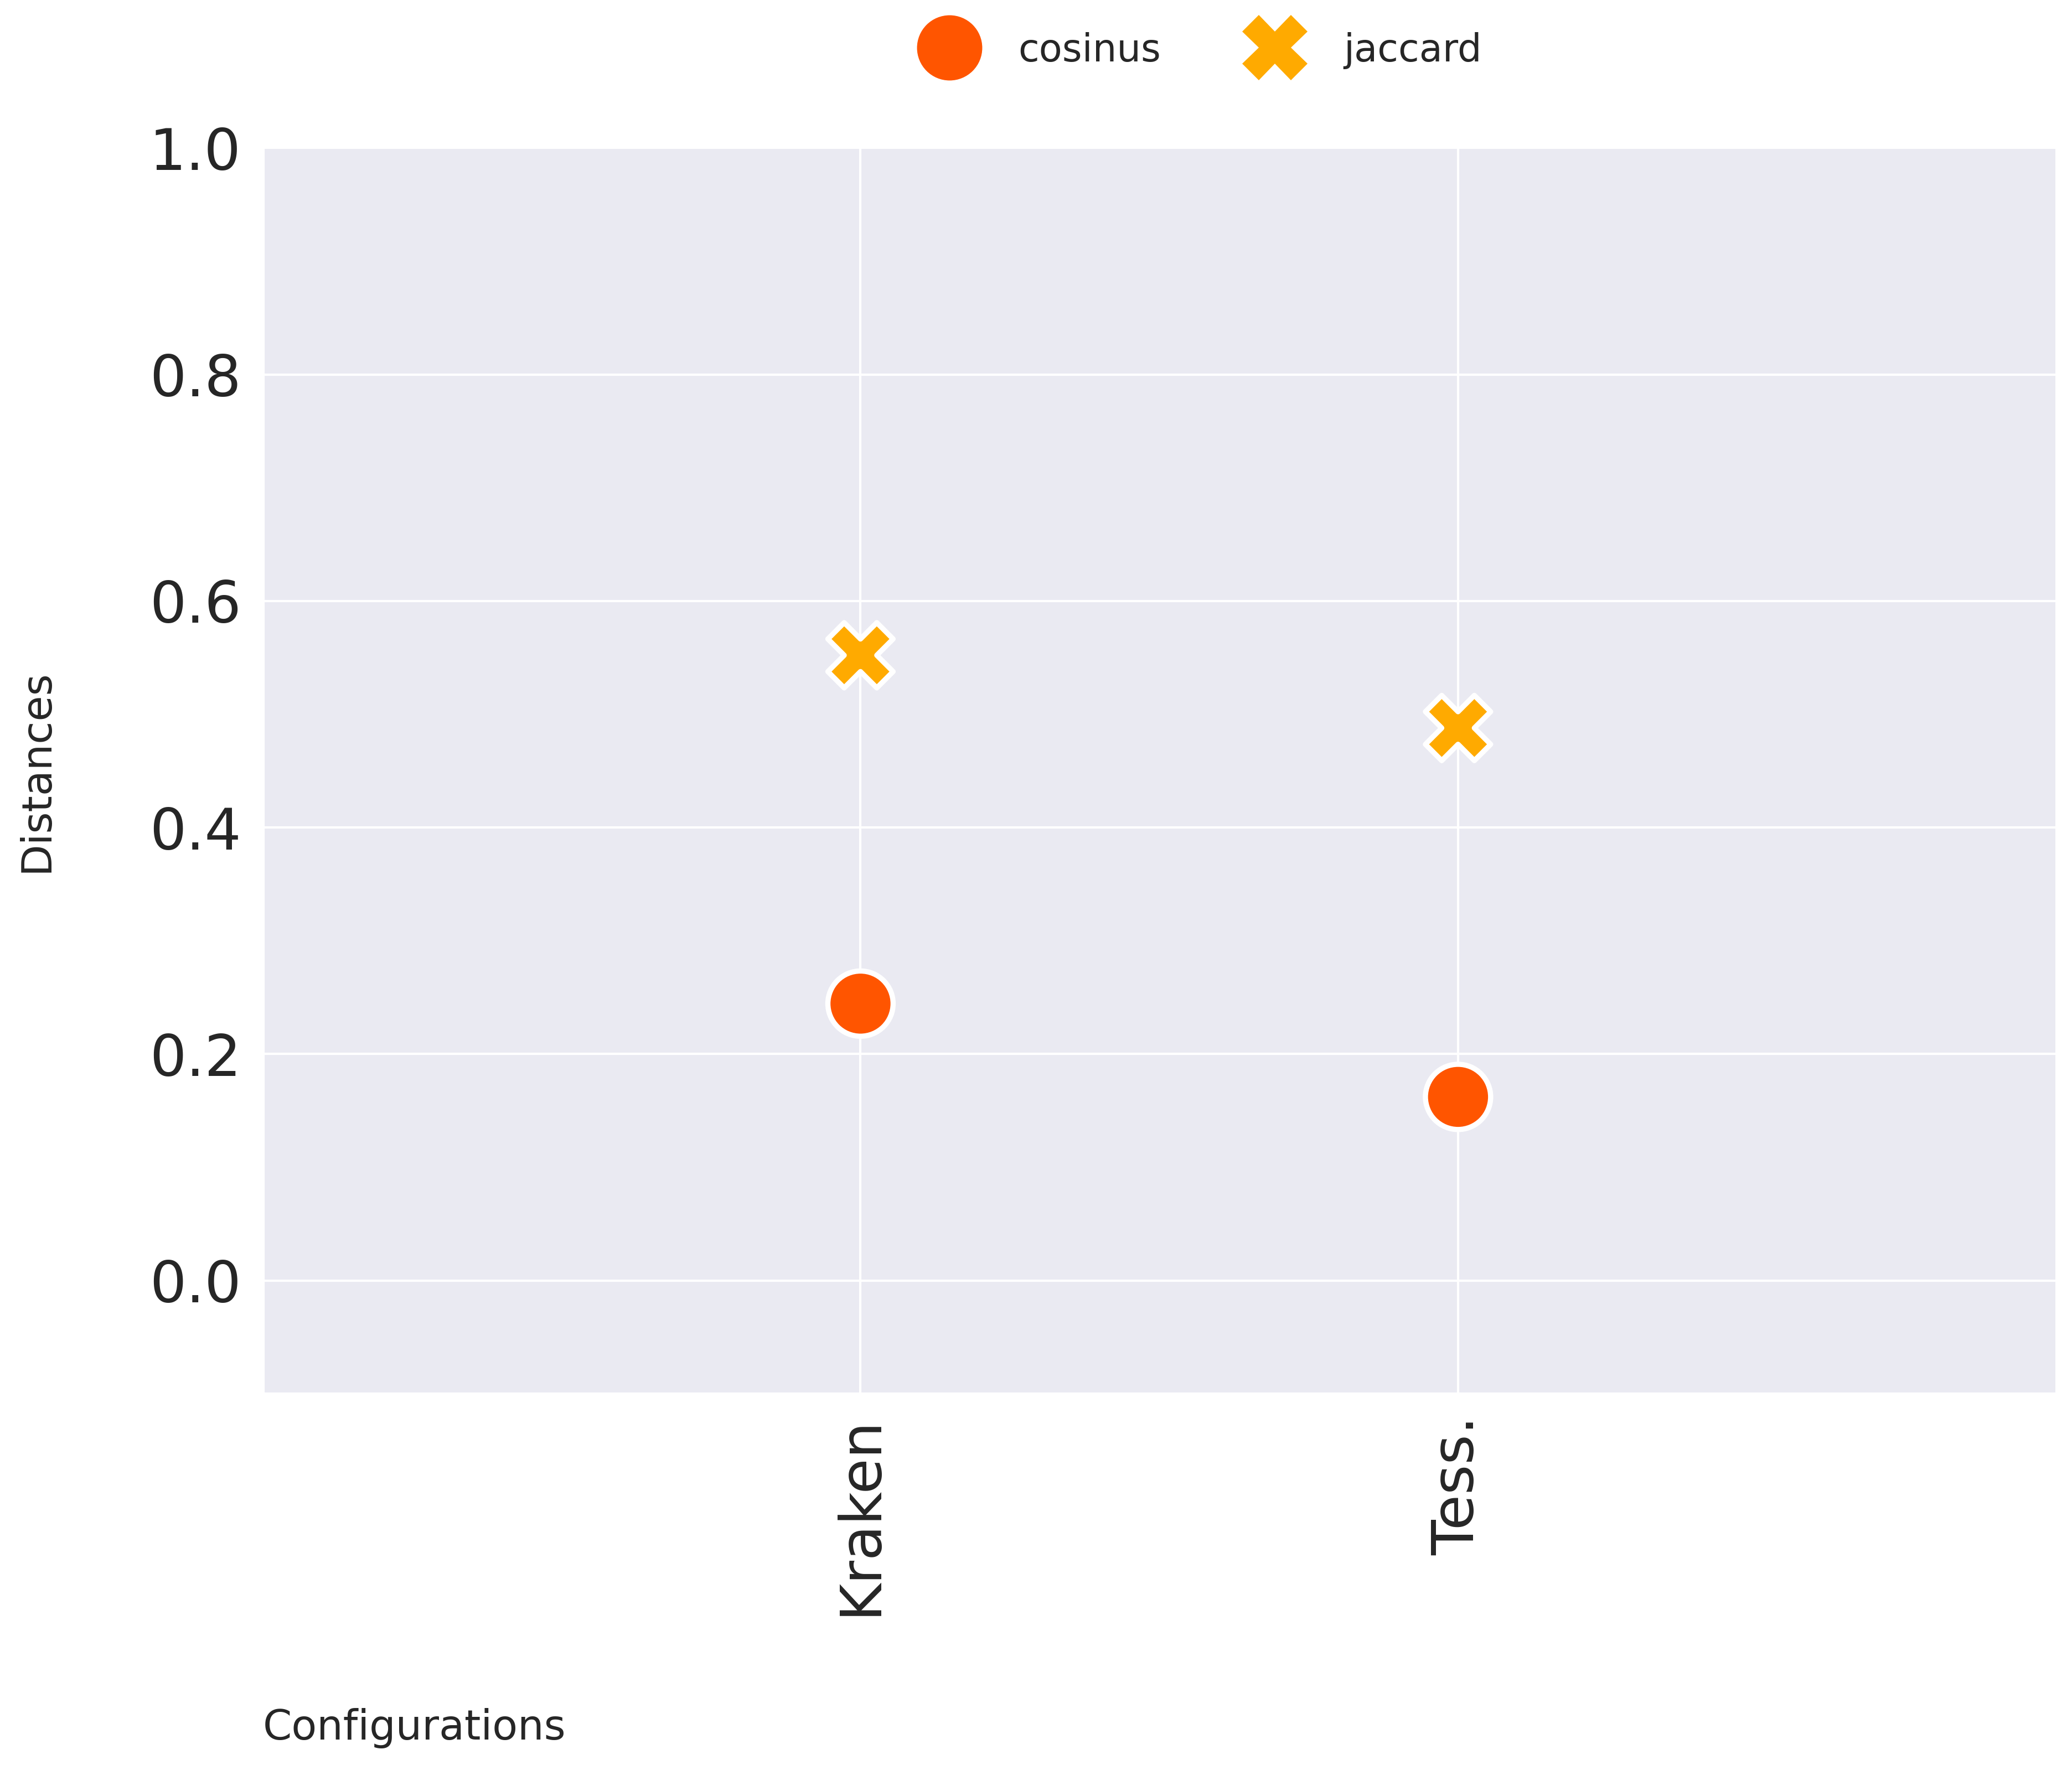 cosinus jaccard
1.0
0.8
0.6
0.4
0.2
0.0
Distances
Kraken
Tess.
Configurations